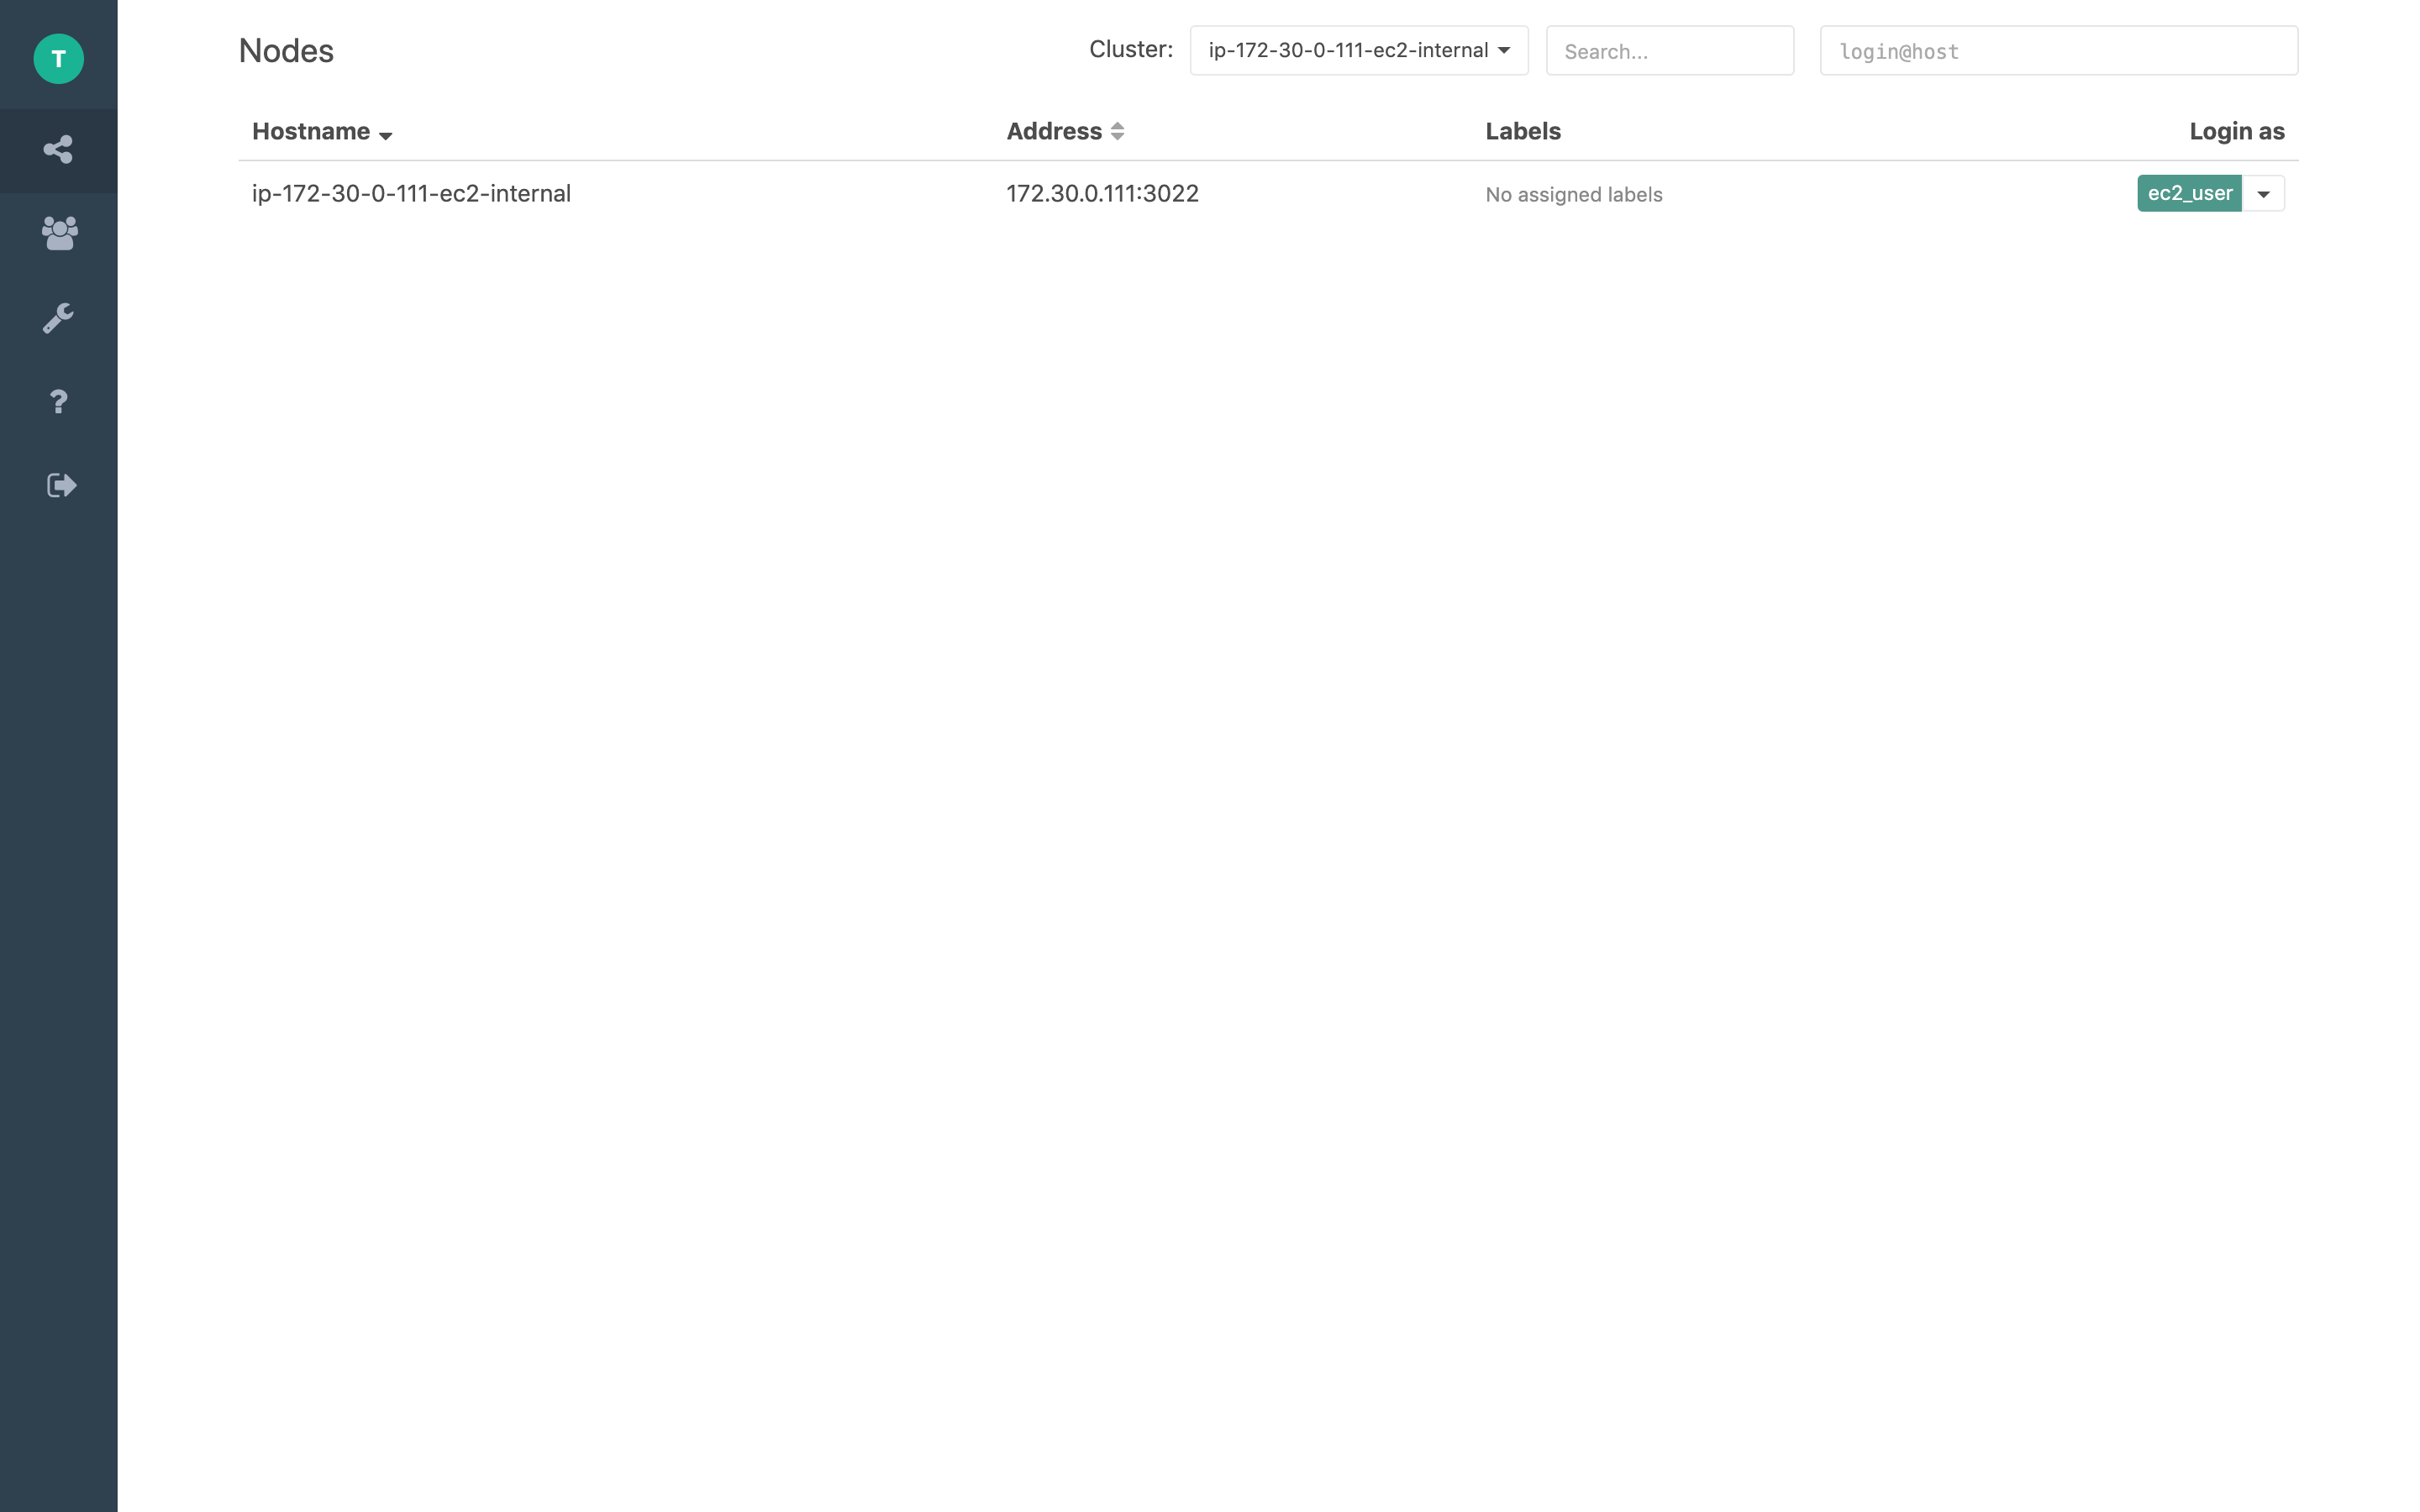 T
Nodes Cluster: ip-172-30-0-111-ec2-internal Search... login@host
Hostname Address Labels Login as
ip-172-30-0-111-ec2-internal 172.30.0.111:3022 No assigned labels ec2_user
?